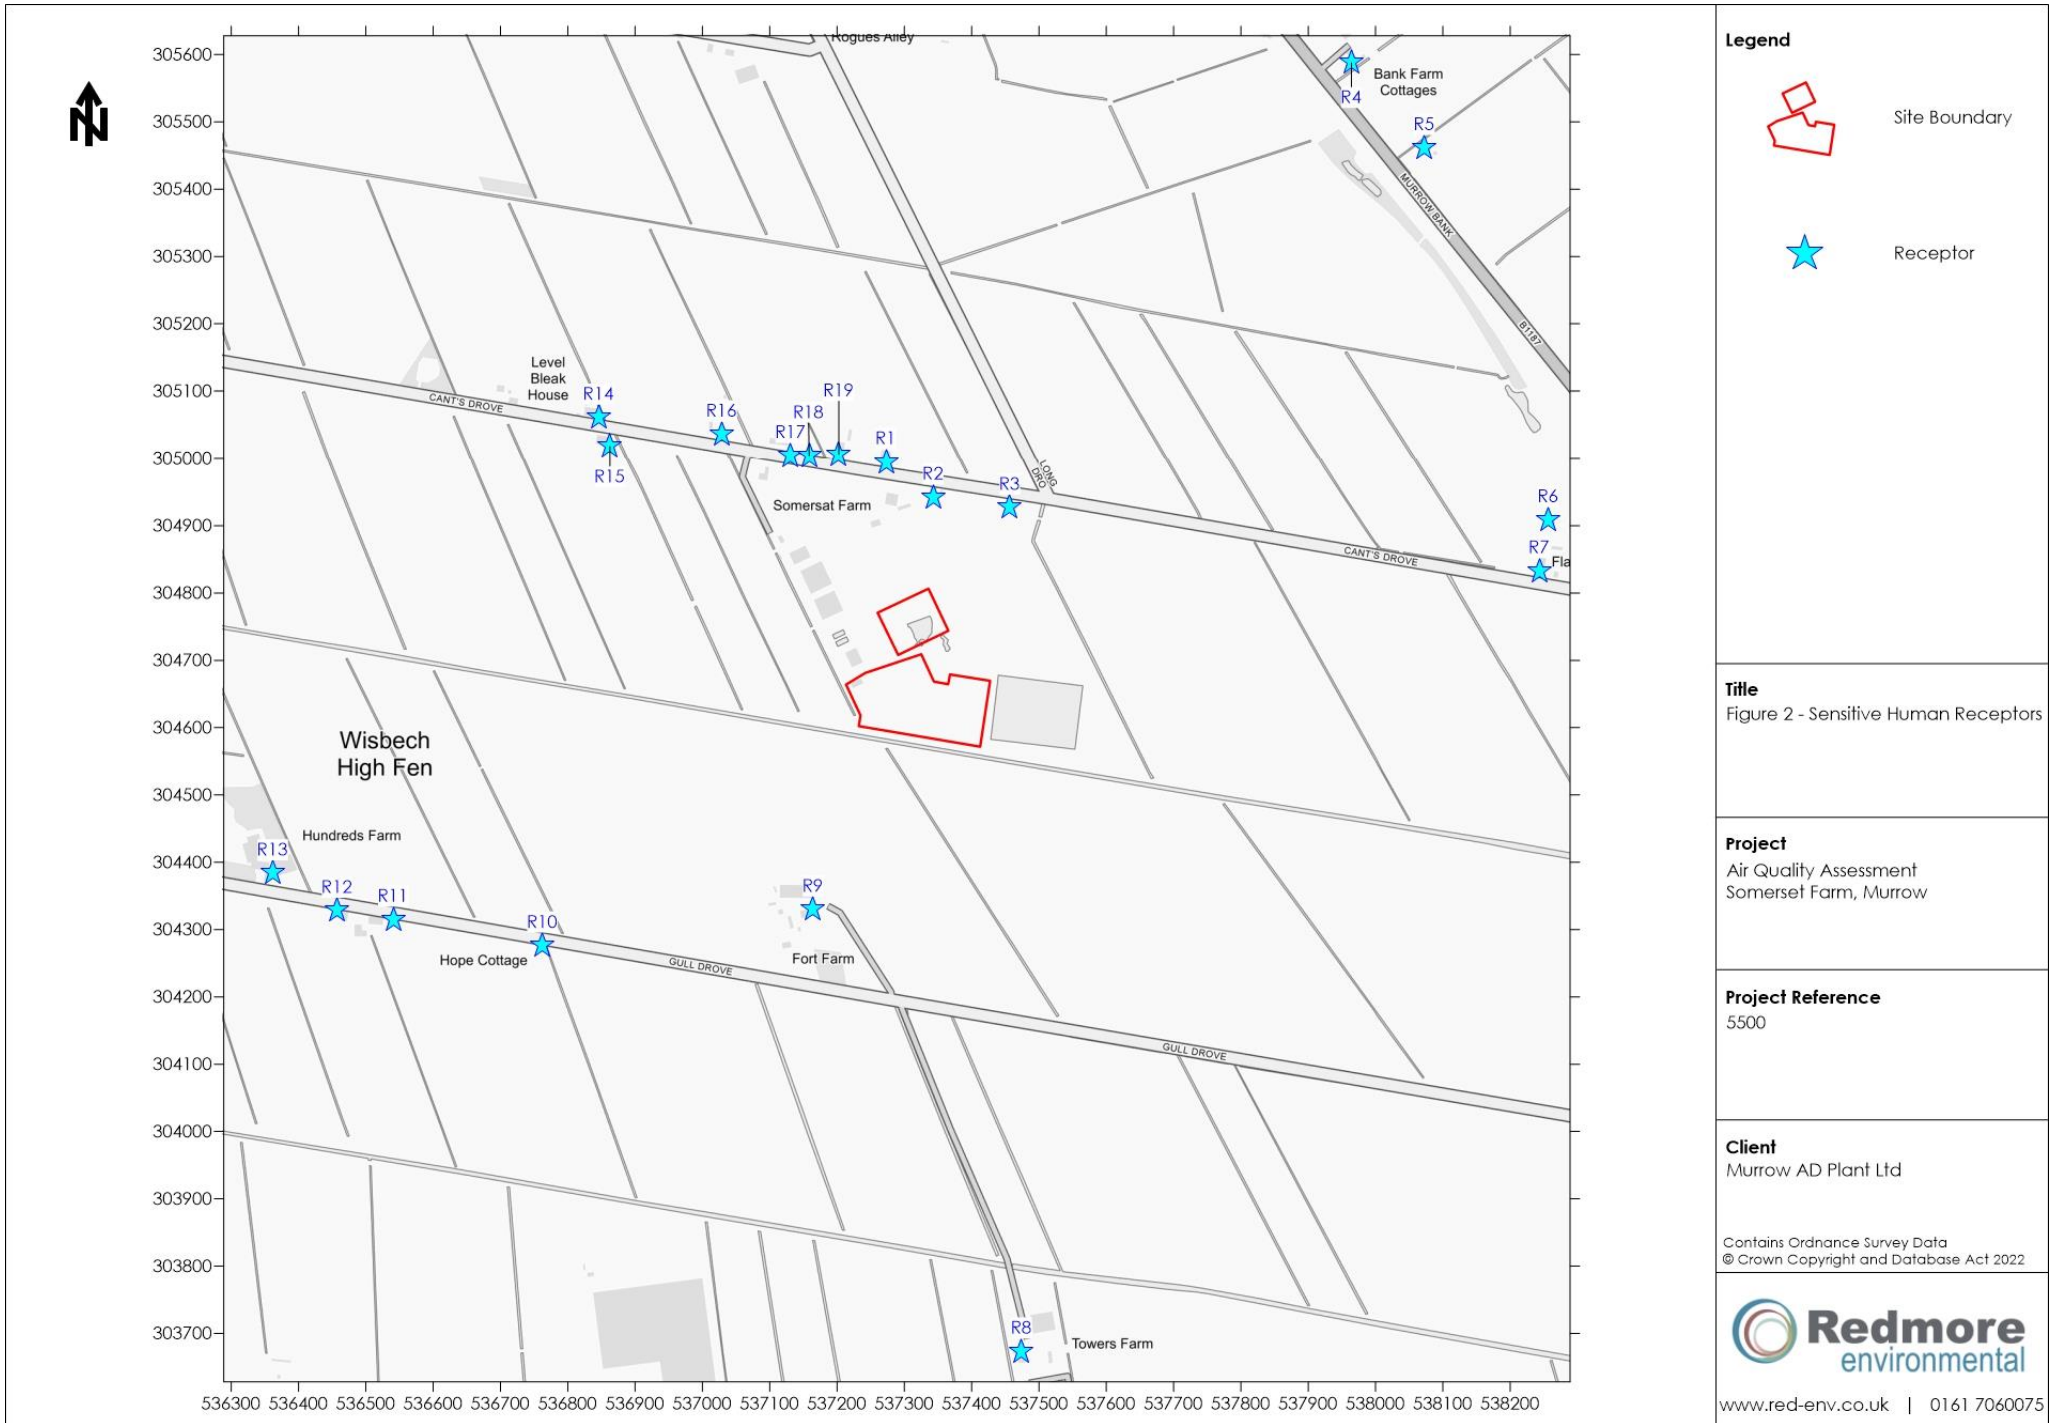 N
305600
305500
305400
305300
305200
305100
305000
304900
304800
304700
304600
304500
304400
304300
304200
304100
304000
303900
303800
303700
536300 536400 536500 536600 536700 536800 536900 537000 537100 537200 537300 537400 537500 537600 537700 537800 537900 538000 538100 538200
Rogues Alley
R4
Bank Farm
Cottages
R5
MURROW BANK
B1187
Level
Bleak
House
CANT'S DROVE
R14
R15
R16
R17
R18
R19
R1
R2
R3
LONG
DRO
Somersat Farm
R6
R7
Fla
CANT'S DROVE
Wisbech
High Fen
Hundreds Farm
R13
R12
R11
R10
Hope Cottage
GULL DROVE
R9
Fort Farm
GULL DROVE
R8
Towers Farm
Legend
Site Boundary
Receptor
Title
Figure 2 - Sensitive Human Receptors
Project
Air Quality Assessment
Somerset Farm, Murrow
Project Reference
5500
Client
Murrow AD Plant Ltd
Contains Ordnance Survey Data
© Crown Copyright and Database Act 2022
Redmore
environmental
www.red-env.co.uk | 0161 7060075